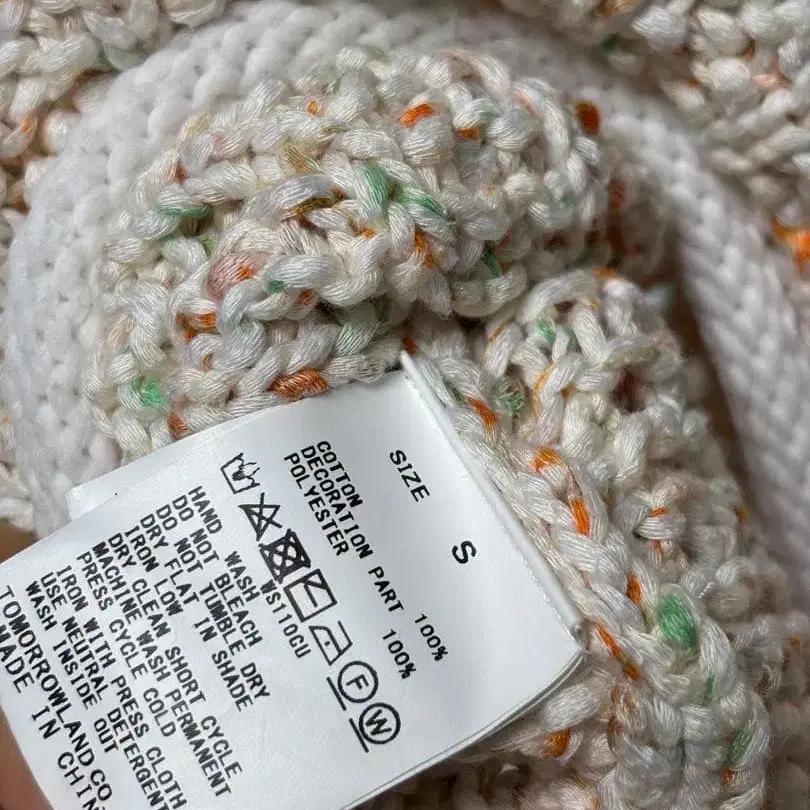 SIZE S
COTTON 100%
DECORATION PART
POLYESTER 100%
WS110CU
F W
HAND WASH
DO NOT BLEACH
DO NOT TUMBLE DRY
DRY FLAT IN SHADE
IRON LOW
DRY CLEAN SHORT CYCLE
MACHINE WASH PERMANENT
PRESS CYCLE COLD
IRON WITH PRESS CLOTH
USE NEUTRAL DETERGENT
WASH INSIDE OUT
TOMORROWLAND CO
MADE IN CHIN